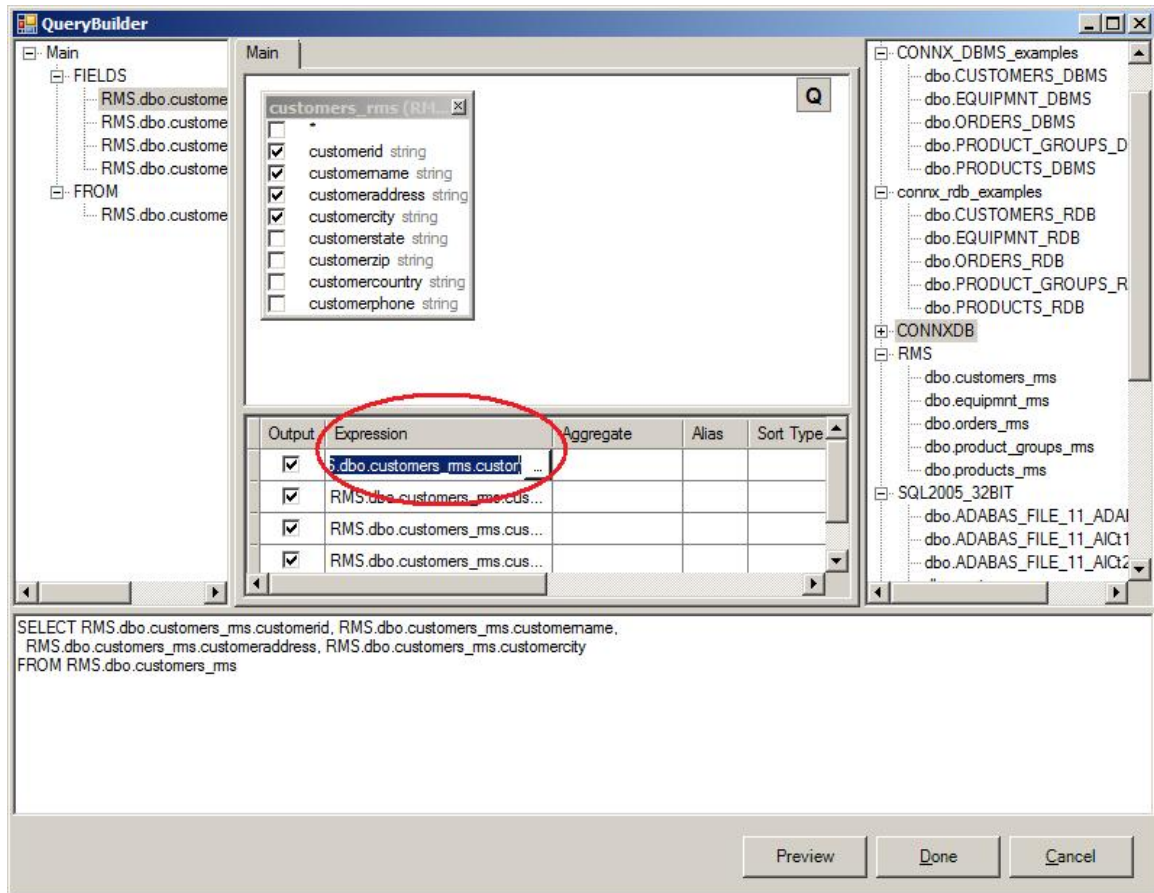 QueryBuilder
Main
FIELDS
RMS.dbo.custome
RMS.dbo.custome
RMS.dbo.custome
RMS.dbo.custome
FROM
RMS.dbo.custome
Main
Q
customers_rms (RM...
*
customerid string
customername string
customeraddress string
customercity string
customerstate string
customerzip string
customercountry string
customerphone string
Output Expression Aggregate Alias Sort Type
S.dbo.customers_rms.custor ...
RMS.dbo.customers_rms.cus...
RMS.dbo.customers_rms.cus...
RMS.dbo.customers_rms.cus...
CONNX_DBMS_examples
dbo.CUSTOMERS_DBMS
dbo.EQUIPMNT_DBMS
dbo.ORDERS_DBMS
dbo.PRODUCT_GROUPS_D
dbo.PRODUCTS_DBMS
connx_rdb_examples
dbo.CUSTOMERS_RDB
dbo.EQUIPMNT_RDB
dbo.ORDERS_RDB
dbo.PRODUCT_GROUPS_R
dbo.PRODUCTS_RDB
CONNXDB
RMS
dbo.customers_rms
dbo.equipmnt_rms
dbo.orders_rms
dbo.product_groups_rms
dbo.products_rms
SQL2005_32BIT
dbo.ADABAS_FILE_11_ADAI
dbo.ADABAS_FILE_11_AICt1
dbo.ADABAS_FILE_11_AICt2
SELECT RMS.dbo.customers_rms.customerid, RMS.dbo.customers_rms.customername,
RMS.dbo.customers_rms.customeraddress, RMS.dbo.customers_rms.customercity
FROM RMS.dbo.customers_rms
Preview Done Cancel